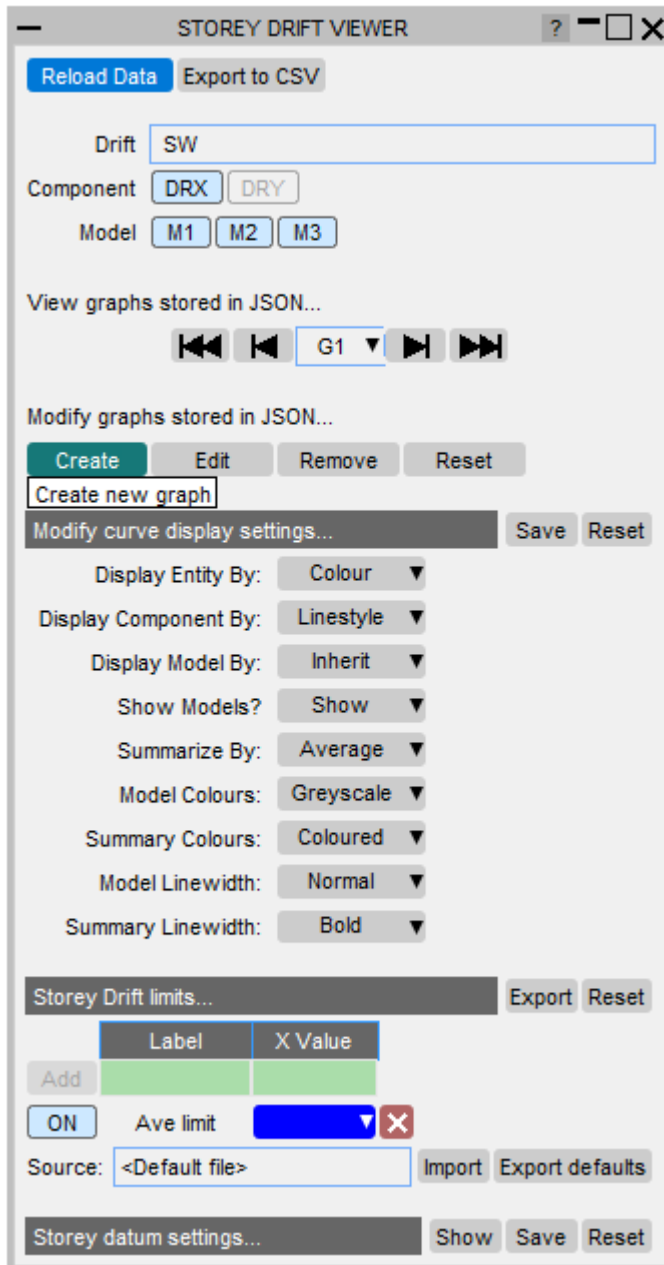 STOREY DRIFT VIEWER ?
Reload Data Export to CSV
Drift SW
Component DRX DRY
Model M1 M2 M3
View graphs stored in JSON...
G1
Modify graphs stored in JSON...
Create Edit Remove Reset
Create new graph
Modify curve display settings... Save Reset
Display Entity By: Colour
Display Component By: Linestyle
Display Model By: Inherit
Show Models? Show
Summarize By: Average
Model Colours: Greyscale
Summary Colours: Coloured
Model Linewidth: Normal
Summary Linewidth: Bold
Storey Drift limits... Export Reset
Label X Value
Add
ON Ave limit
Source: <Default file> Import Export defaults
Storey datum settings... Show Save Reset